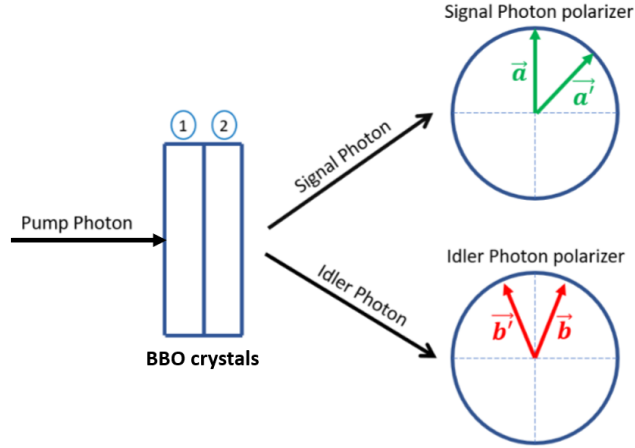 Signal Photon polarizer
a
a'
1
2
Signal Photon
Pump Photon
Idler Photon
Idler Photon polarizer
b'
b
BBO crystals